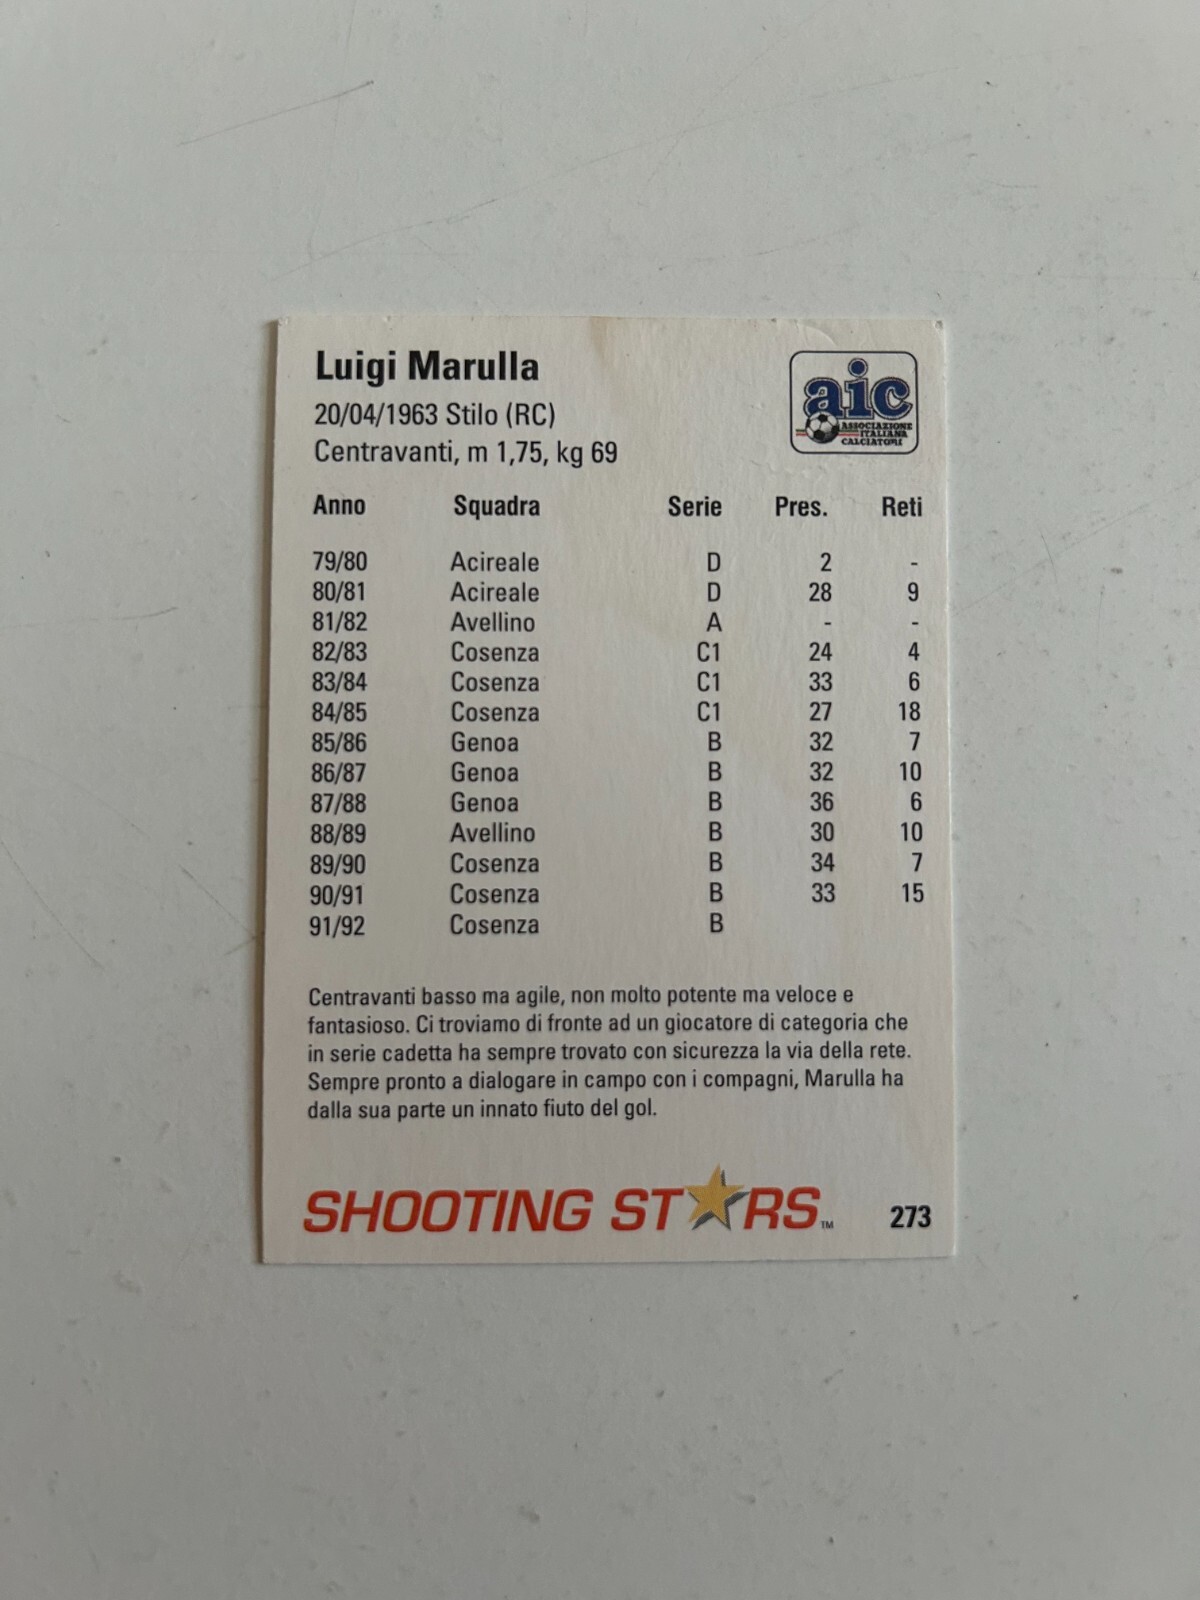 Luigi Marulla
20/04/1963 Stilo (RC)
Centravanti, m 1,75, kg 69
aic
ASSOCIAZIONE
ITALIANA
CALCIATORI
Anno Squadra Serie Pres. Reti
79/80 Acireale D 2 -
80/81 Acireale D 28 9
81/82 Avellino A - -
82/83 Cosenza C1 24 4
83/84 Cosenza C1 33 6
84/85 Cosenza C1 27 18
85/86 Genoa B 32 7
86/87 Genoa B 32 10
87/88 Genoa B 36 6
88/89 Avellino B 30 10
89/90 Cosenza B 34 7
90/91 Cosenza B 33 15
91/92 Cosenza B
Centravanti basso ma agile, non molto potente ma veloce e
fantasioso. Ci troviamo di fronte ad un giocatore di categoria che
in serie cadetta ha sempre trovato con sicurezza la via della rete.
Sempre pronto a dialogare in campo con i compagni, Marulla ha
dalla sua parte un innato fiuto del gol.
SHOOTING ST★RS™ 273